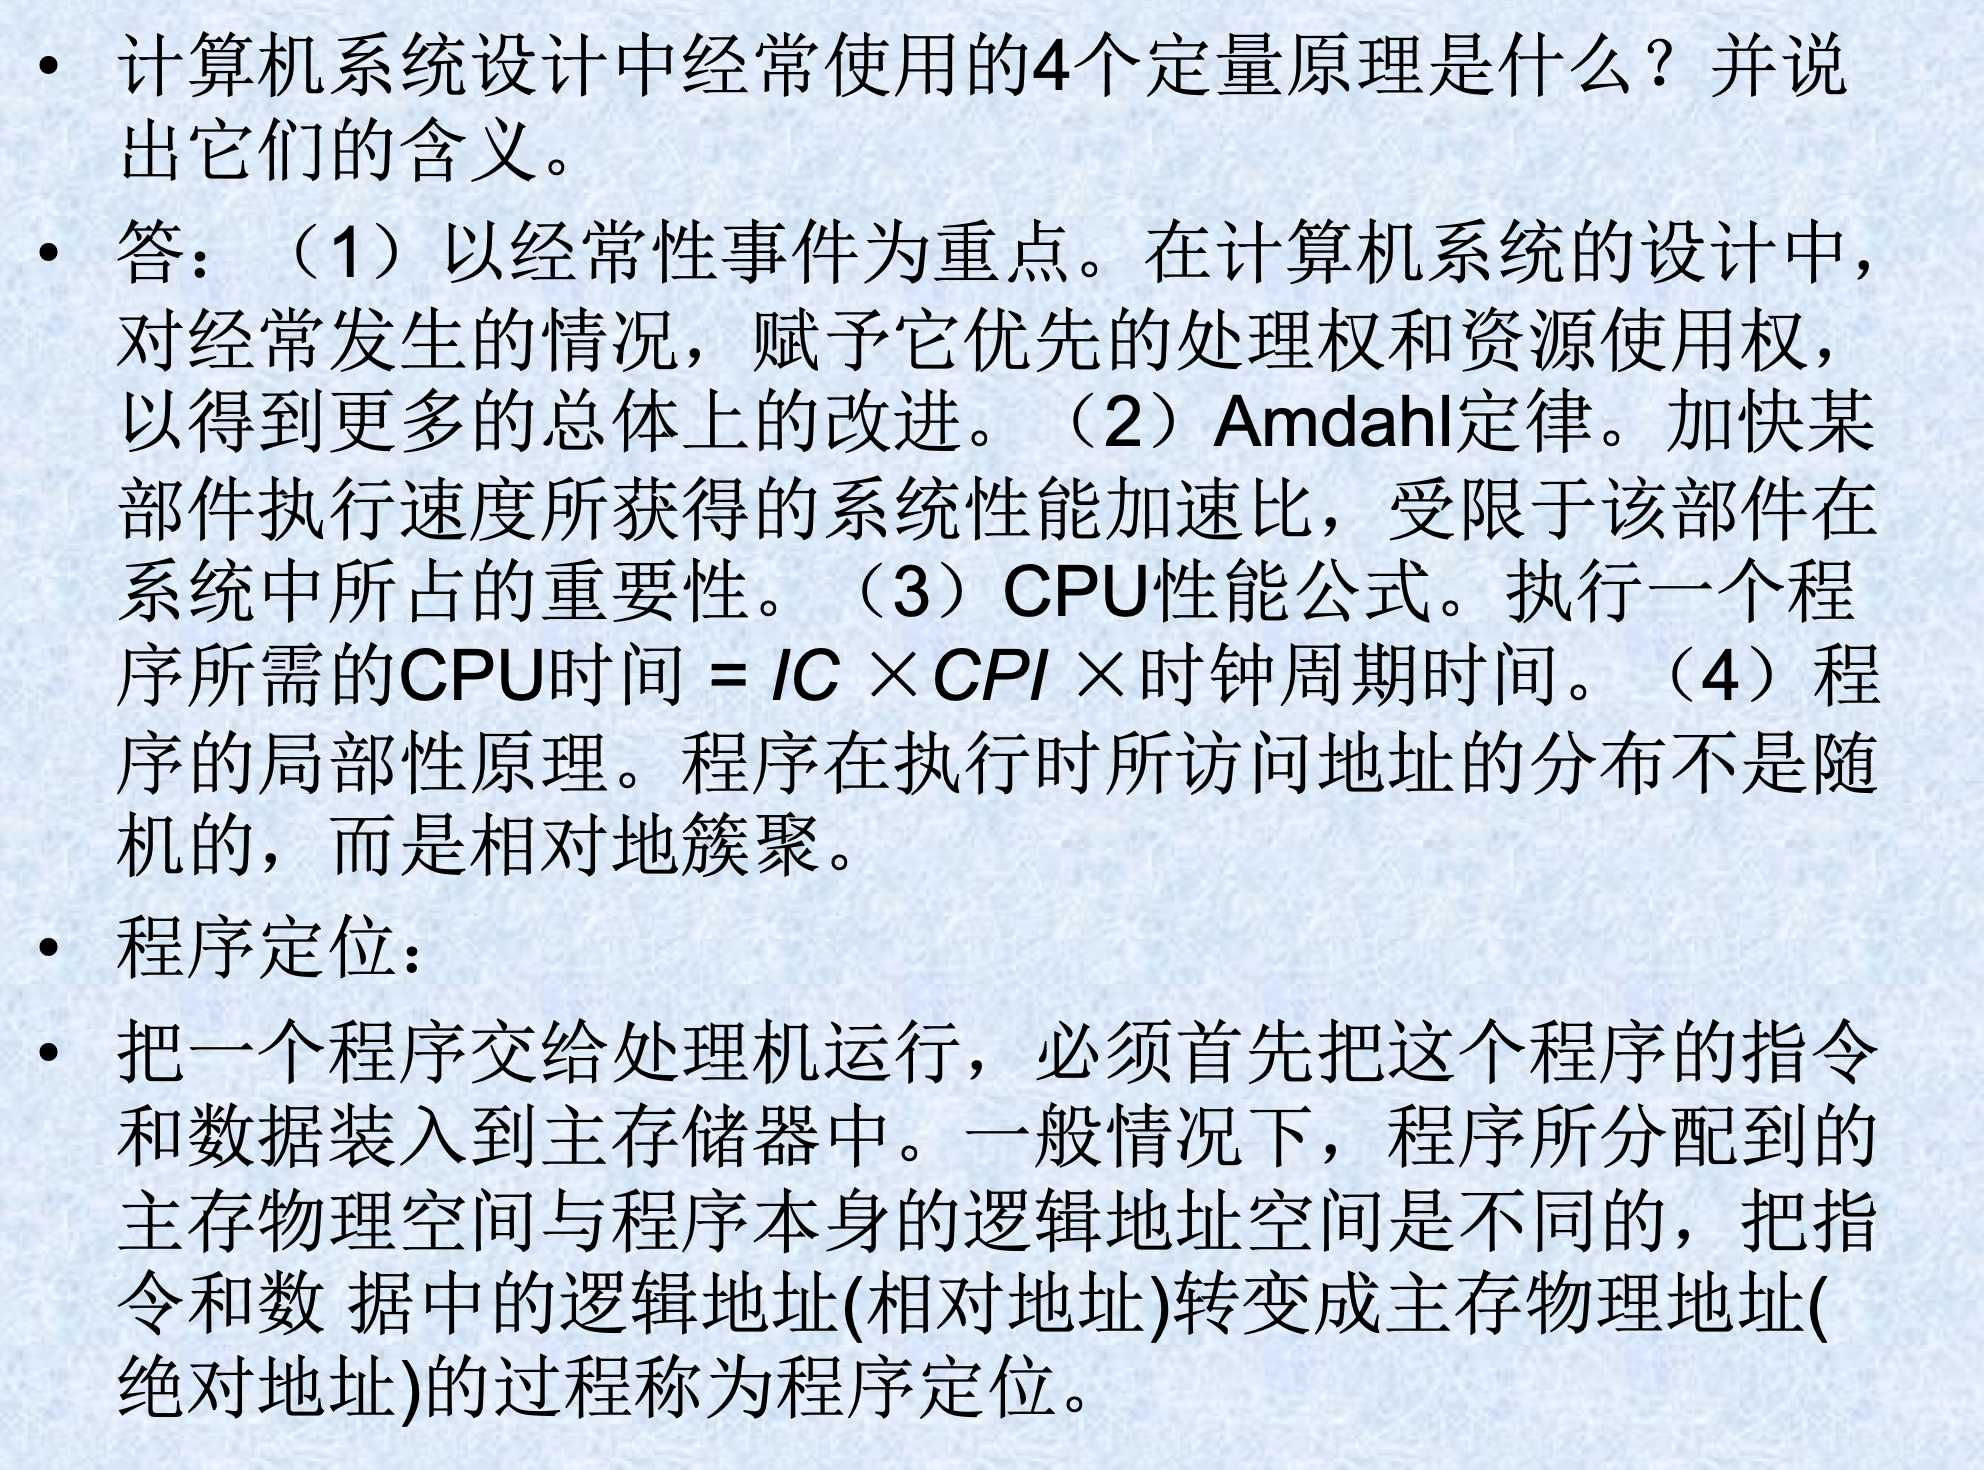 • 计算机系统设计中经常使用的4个定量原理是什么？并说
出它们的含义。
• 答：（1）以经常性事件为重点。在计算机系统的设计中，
对经常发生的情况，赋予它优先的处理权和资源使用权，
以得到更多的总体上的改进。（2）Amdahl定律。加快某
部件执行速度所获得的系统性能加速比，受限于该部件在
系统中所占的重要性。（3）CPU性能公式。执行一个程
序所需的CPU时间 = IC ×CPI ×时钟周期时间。（4）程
序的局部性原理。程序在执行时所访问地址的分布不是随
机的，而是相对地簇聚。
• 程序定位：
• 把一个程序交给处理机运行，必须首先把这个程序的指令
和数据装入到主存储器中。一般情况下，程序所分配到的
主存物理空间与程序本身的逻辑地址空间是不同的，把指
令和数 据中的逻辑地址(相对地址)转变成主存物理地址(
绝对地址)的过程称为程序定位。